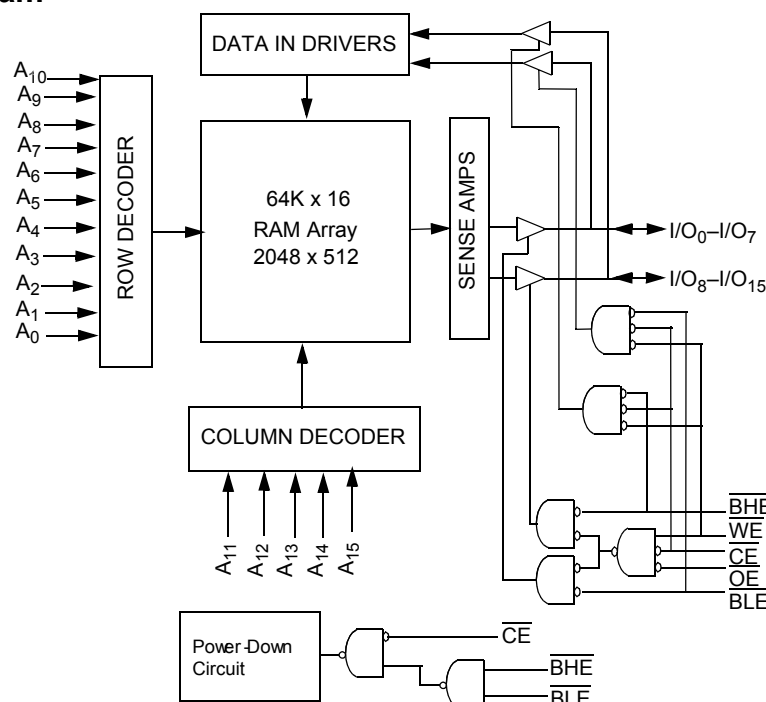 DATA IN DRIVERS
A10
A9
A8
A7
A6
A5
A4
A3
A2
A1
A0
ROW DECODER
64K x 16
RAM Array
2048 x 512
SENSE AMPS
I/O0–I/O7
I/O8–I/O15
COLUMN DECODER
A11
A12
A13
A14
A15
BHE
WE
CE
OE
BLE
Power-Down
Circuit
CE
BHE
BLE